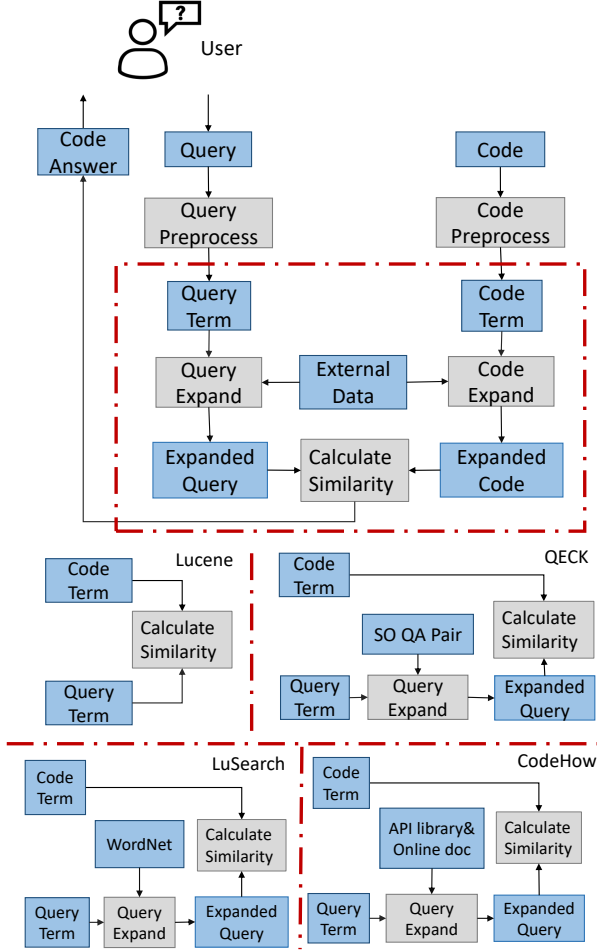 ?
User
Code
Answer
Query
Code
Query
Preprocess
Code
Preprocess
Query
Term
Code
Term
Query
Expand
External
Data
Code
Expand
Expanded
Query
Calculate
Similarity
Expanded
Code
Lucene
Code
Term
Calculate
Similarity
Query
Term
QECK
Code
Term
Calculate
Similarity
SO QA Pair
Query
Term
Query
Expand
Expanded
Query
LuSearch
Code
Term
Calculate
Similarity
WordNet
Query
Term
Query
Expand
Expanded
Query
CodeHow
Code
Term
Calculate
Similarity
API library&
Online doc
Query
Term
Query
Expand
Expanded
Query